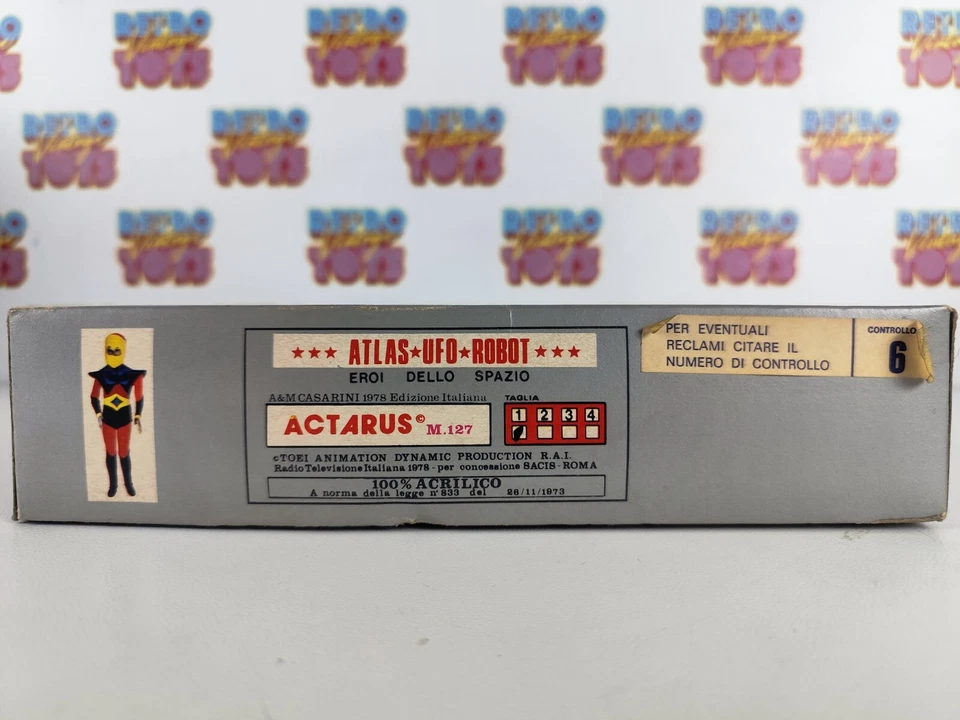 RETRO
Vintage
TOYS
★★★ ATLAS★UFO★ROBOT★★★
EROI DELLO SPAZIO
A&M CASARINI 1978 Edizione Italiana
TAGLIA
ACTARUS© M.127
1 2 3 4
©TOEI ANIMATION DYNAMIC PRODUCTION R.A.I.
Radio Televisione Italiana 1978 - per concessione SACIS - ROMA
100% ACRILICO
A norma della legge n° 833 del 26/11/1973
PER EVENTUALI
RECLAMI CITARE IL
NUMERO DI CONTROLLO
CONTROLLO
6